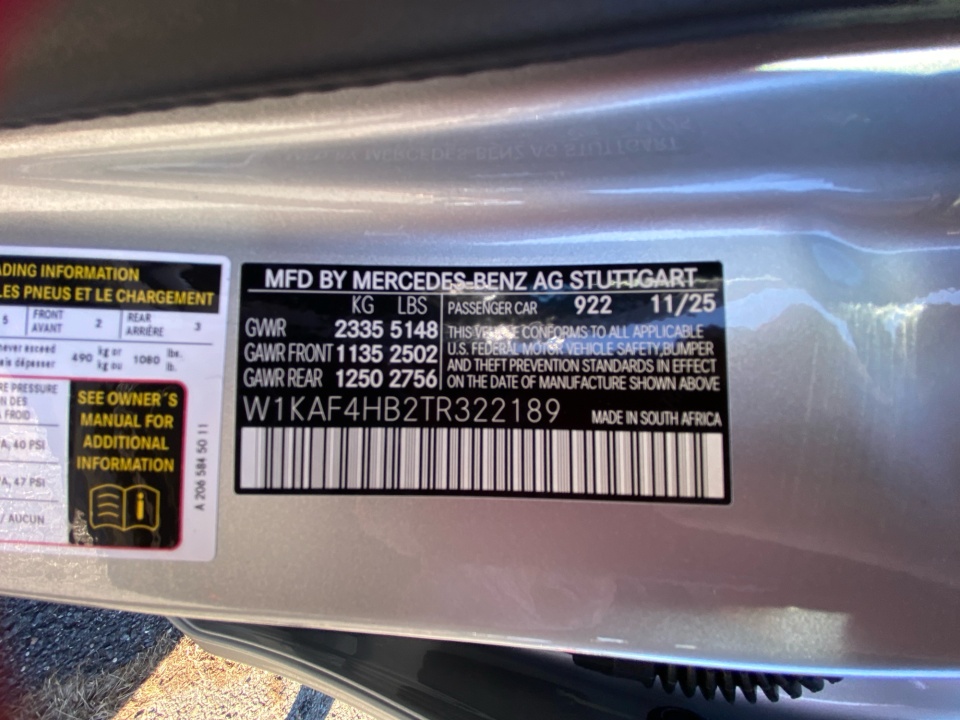 ADING INFORMATION
LES PNEUS ET LE CHARGEMENT
5 FRONT AVANT 2 REAR ARRIÈRE 3
never exceed
dépasser 490 kg or kg ou 1080 lbs. lb.
RE PRESSURE
ON DES
FROID
A, 40 PSI
A, 47 PSI
/ AUCUN
SEE OWNER´S
MANUAL FOR
ADDITIONAL
INFORMATION
A 206 584 50 11
MFD BY MERCEDES-BENZ AG STUTTGART
KG LBS
GWR 2335 5148
GAWR FRONT 1135 2502
GAWR REAR 1250 2756
PASSENGER CAR 922 11/25
THIS VEHICLE CONFORMS TO ALL APPLICABLE
U.S. FEDERAL MOTOR VEHICLE SAFETY,BUMPER
AND THEFT PREVENTION STANDARDS IN EFFECT
ON THE DATE OF MANUFACTURE SHOWN ABOVE
W1KAF4HB2TR322189 MADE IN SOUTH AFRICA